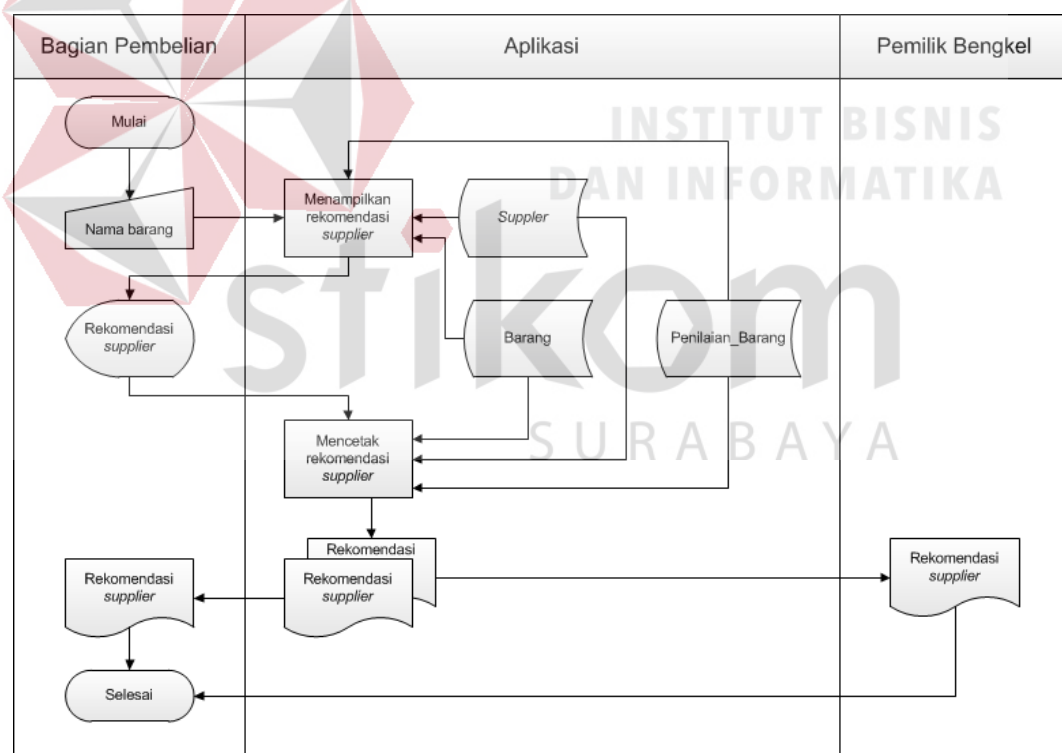 Bagian Pembelian
Aplikasi
Pemilik Bengkel
INSTITUT BISNIS
DAN INFORMATIKA
Mulai
Nama barang
Menampilkan
rekomendasi
supplier
Suppler
Rekomendasi
supplier
Barang
Penilaian_Barang
stikom
SURABAYA
Mencetak
rekomendasi
supplier
Rekomendasi
Rekomendasi
supplier
Rekomendasi
supplier
Rekomendasi
supplier
Selesai